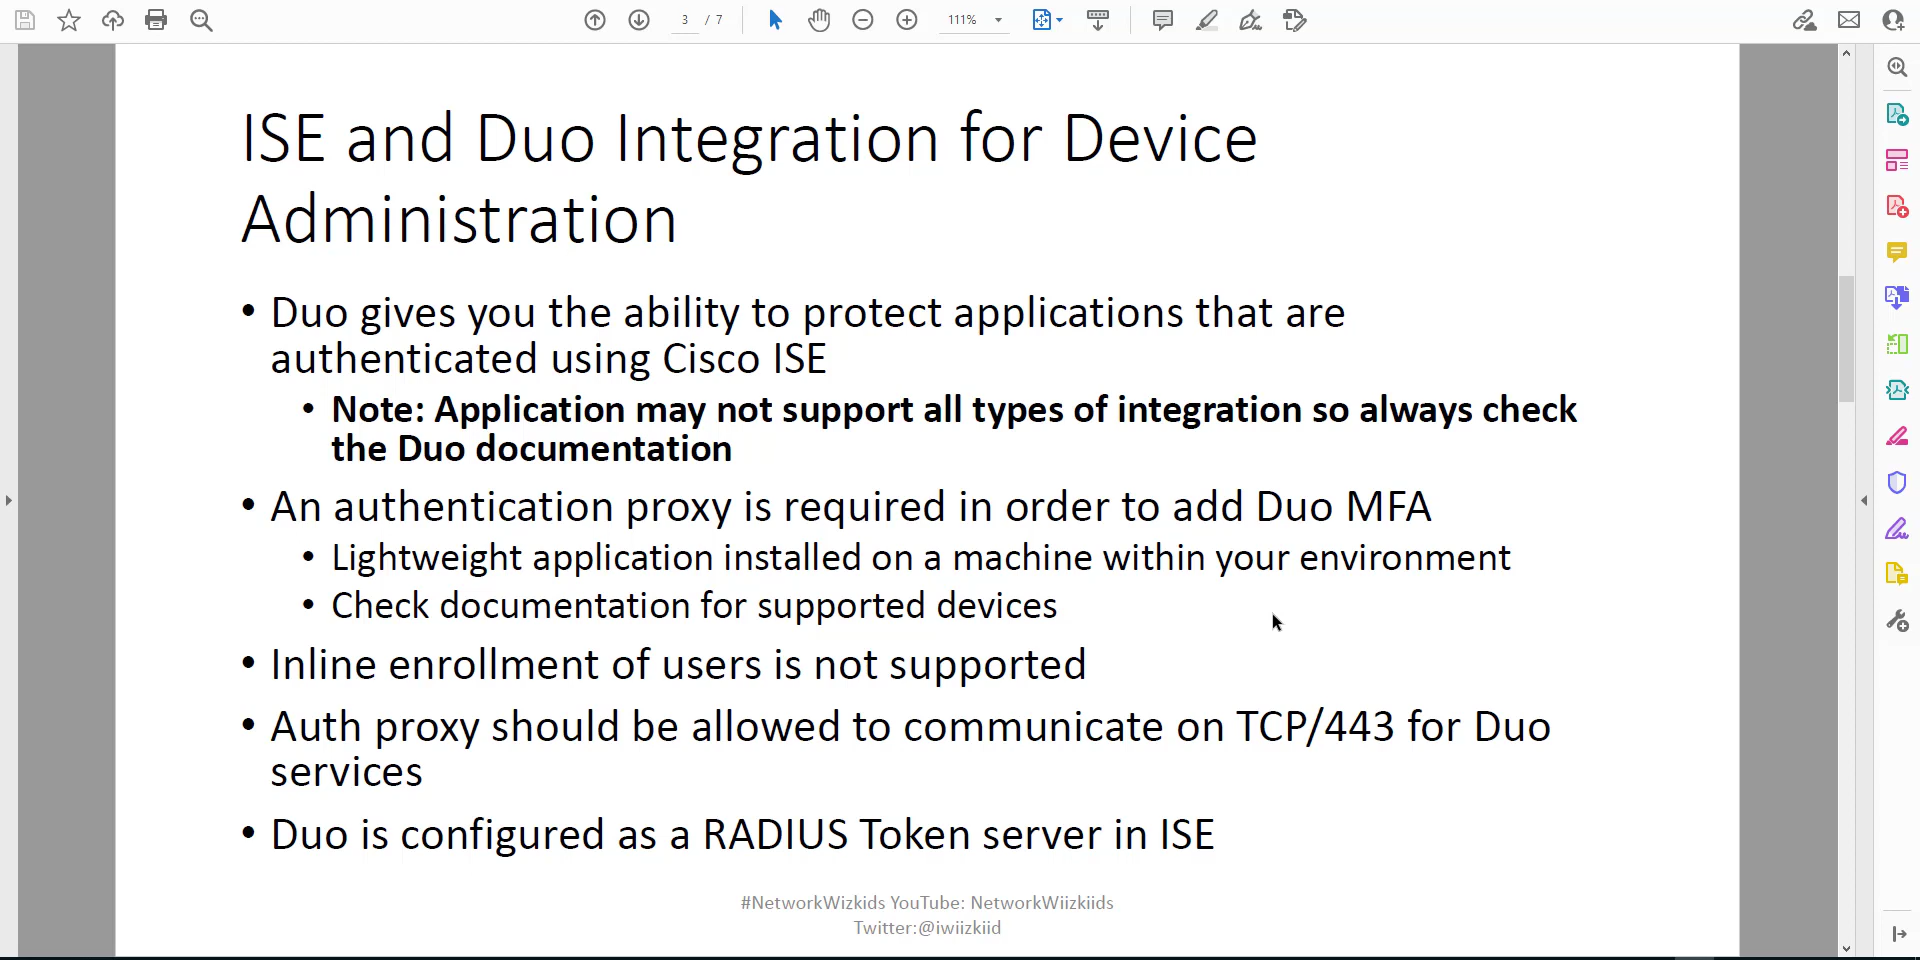 3 / 7
111%
ISE and Duo Integration for Device
Administration
• Duo gives you the ability to protect applications that are
authenticated using Cisco ISE
• Note: Application may not support all types of integration so always check
the Duo documentation
• An authentication proxy is required in order to add Duo MFA
• Lightweight application installed on a machine within your environment
• Check documentation for supported devices
• Inline enrollment of users is not supported
• Auth proxy should be allowed to communicate on TCP/443 for Duo
services
• Duo is configured as a RADIUS Token server in ISE
#NetworkWizkids YouTube: NetworkWiizkiids
Twitter:@iwiizkiid